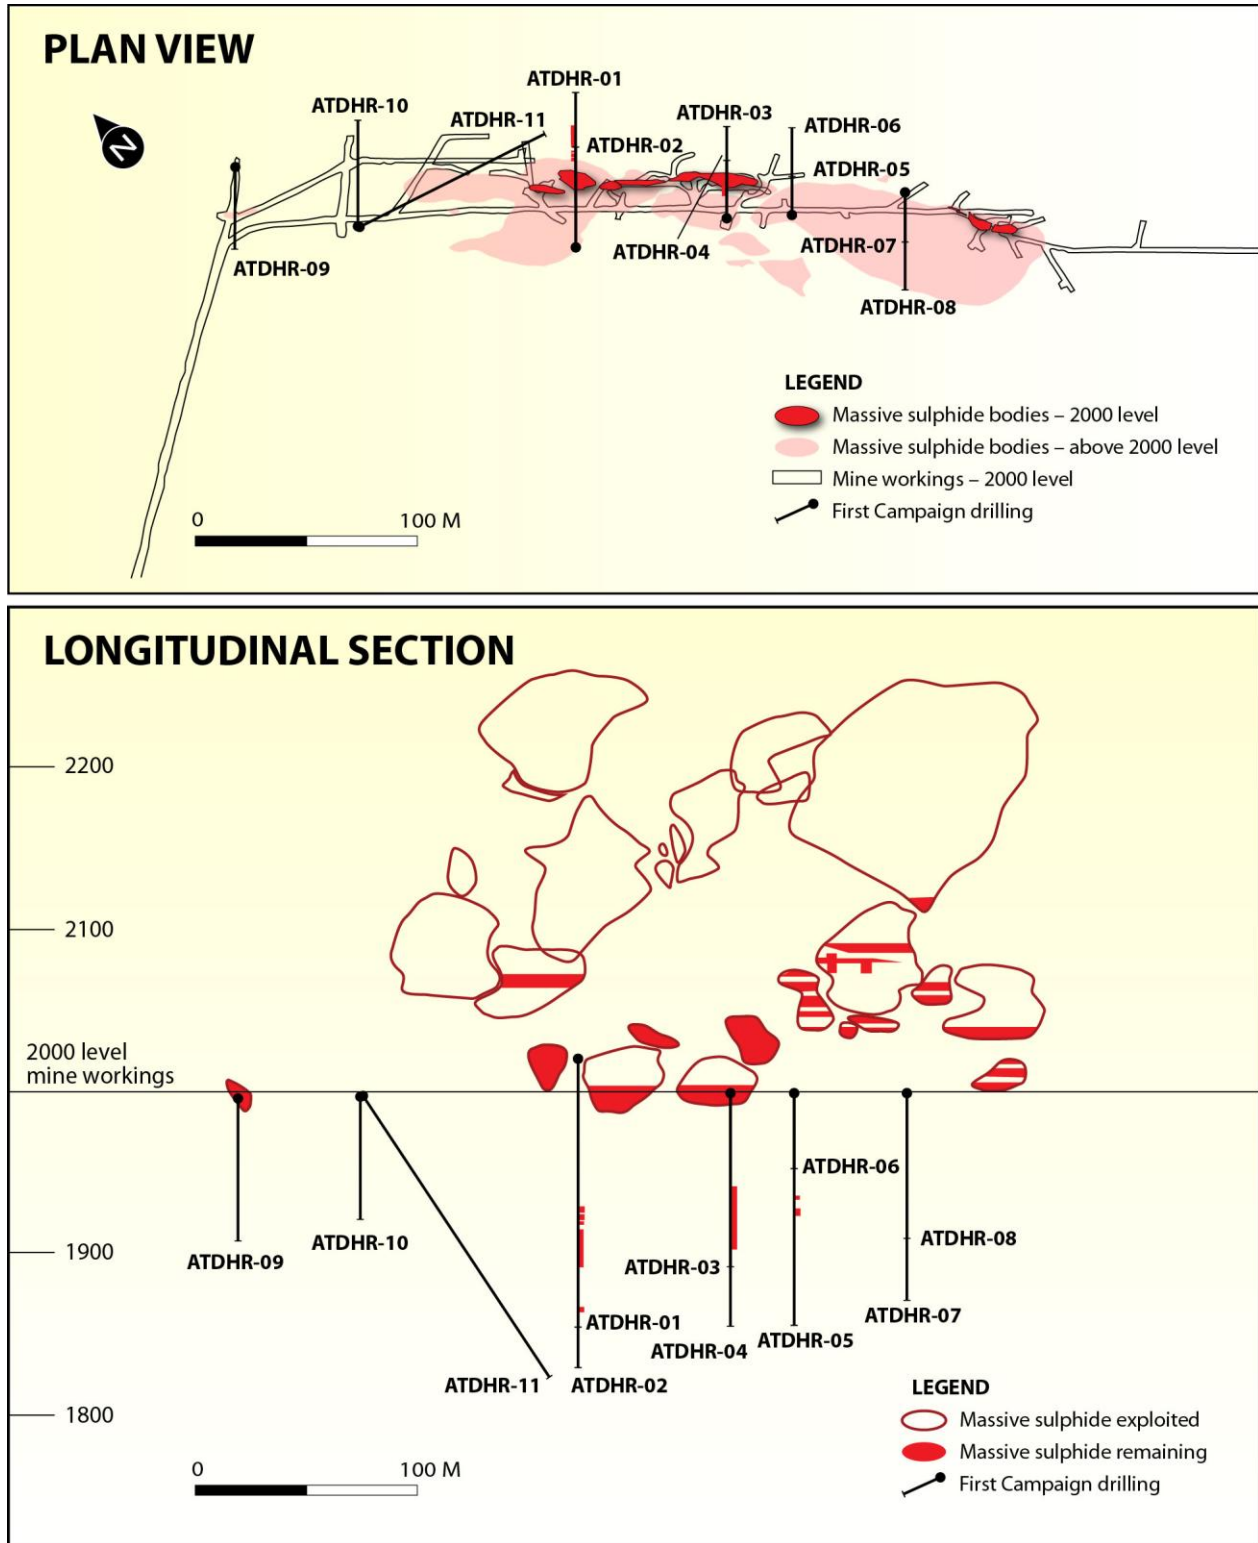 PLAN VIEW
N
ATDHR-01
ATDHR-10
ATDHR-11
ATDHR-03
ATDHR-06
ATDHR-02
ATDHR-05
ATDHR-04
ATDHR-07
ATDHR-09
ATDHR-08
LEGEND
Massive sulphide bodies – 2000 level
Massive sulphide bodies – above 2000 level
Mine workings – 2000 level
First Campaign drilling
0 100 M
LONGITUDINAL SECTION
2200
2100
2000 level
mine workings
ATDHR-06
ATDHR-08
1900
ATDHR-10
ATDHR-09
ATDHR-03
ATDHR-07
ATDHR-01
ATDHR-05
ATDHR-04
ATDHR-11
ATDHR-02
1800
LEGEND
Massive sulphide exploited
Massive sulphide remaining
First Campaign drilling
0 100 M